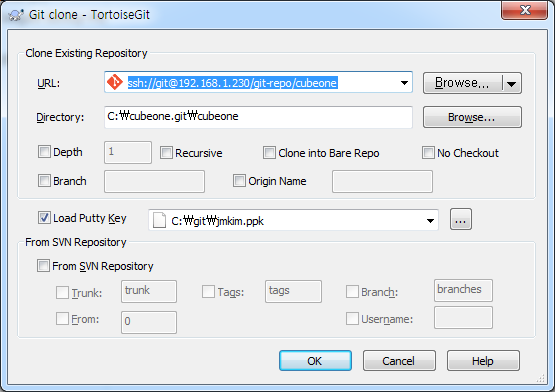 Git clone - TortoiseGit
Clone Existing Repository
URL: ssh://git@192.168.1.230/git-repo/cubeone Browse...
Directory: C:₩cubeone.git₩cubeone Browse...
Depth 1 Recursive Clone into Bare Repo No Checkout
Branch Origin Name
Load Putty Key C:₩git₩jmkim.ppk ...
From SVN Repository
From SVN Repository
Trunk: trunk Tags: tags Branch: branches
From: 0 Username:
OK Cancel Help